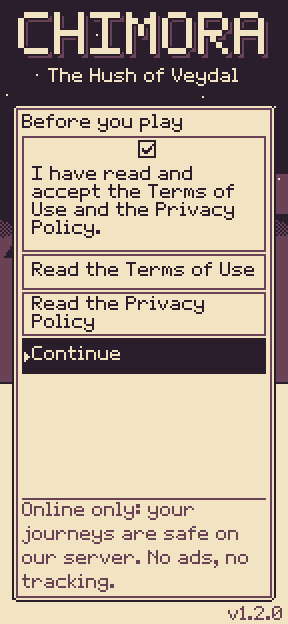 CHIMORA
The Hush of Veydal
Before you play
I have read and
accept the Terms of
Use and the Privacy
Policy.
Read the Terms of Use
Read the Privacy
Policy
Continue
Online only: your
journeys are safe on
our server. No ads, no
tracking.
v1.2.0